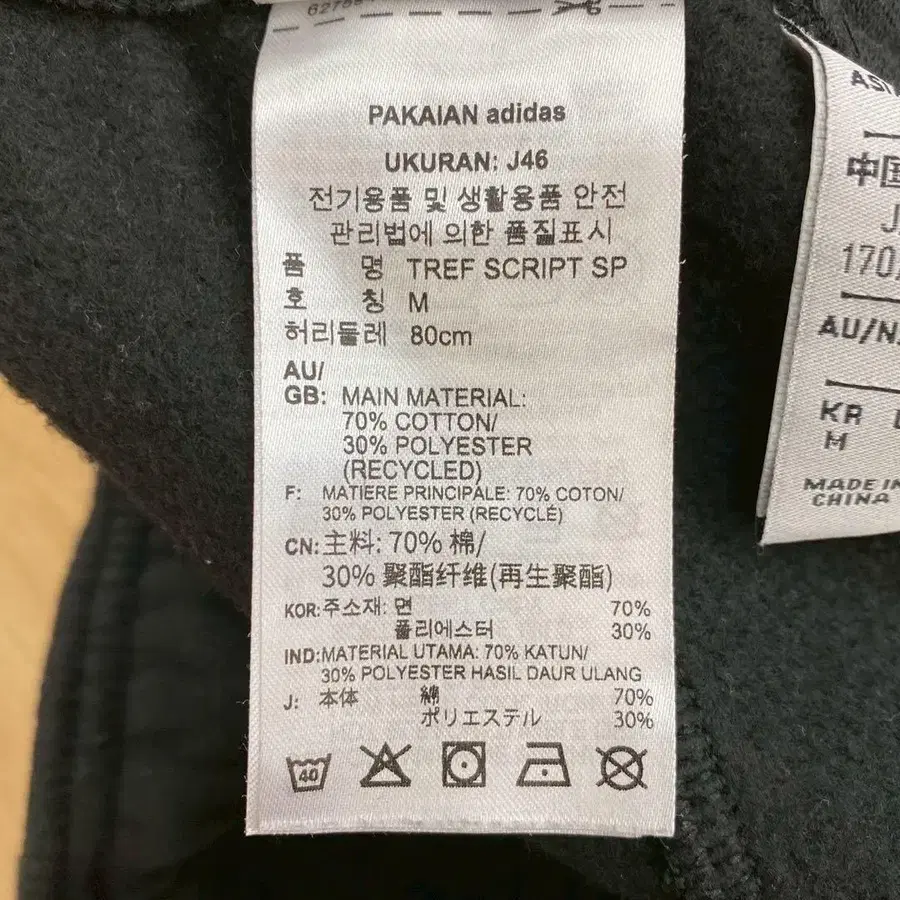 PAKAIAN adidas
UKURAN: J46
전기용품 및 생활용품 안전
관리법에 의한 품질표시
품 명 TREF SCRIPT SP
호 칭 M
허리둘레 80cm
AU/
GB: MAIN MATERIAL:
70% COTTON/
30% POLYESTER
(RECYCLED)
F: MATIERE PRINCIPALE: 70% COTON/
30% POLYESTER (RECYCLÉ)
CN: 主料: 70% 棉/
30% 聚酯纤维(再生聚酯)
KOR: 주소재: 면 70%
폴리에스터 30%
IND: MATERIAL UTAMA: 70% KATUN/
30% POLYESTER HASIL DAUR ULANG
J: 本体 綿 70%
ポリエステル 30%
40
中国
170/
AU/N
KR
M
MADE IN
CHINA